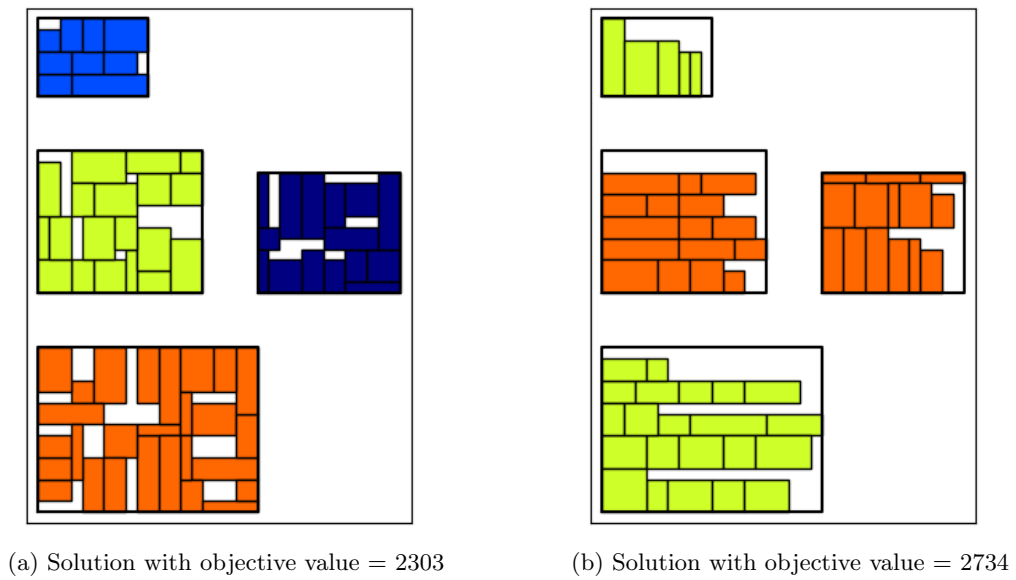 (a) Solution with objective value = 2303
(b) Solution with objective value = 2734